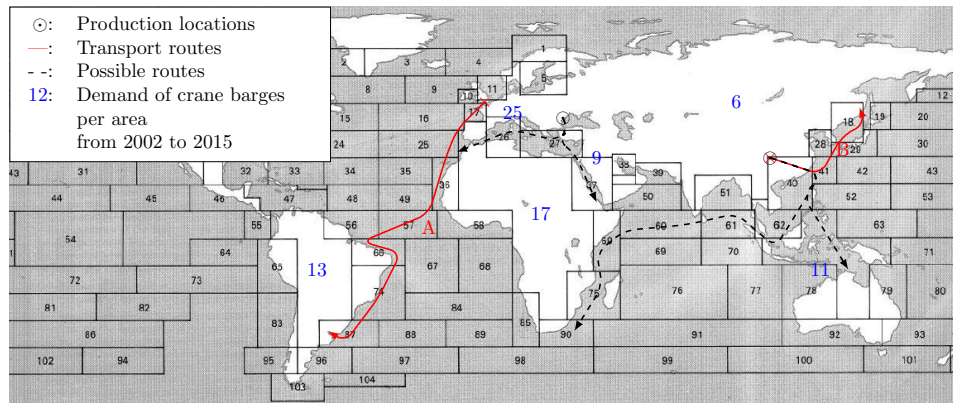 ⊙: Production locations
—: Transport routes
- -: Possible routes
12: Demand of crane barges
per area
from 2002 to 2015
1
2 3 4
5
8 9 10 11 12
6
15 16 17 25 18 19 20
24 25 26 27 28 29 30
B
9
43 31 32 33 38 39 40 41 42 43
36 37
44 45 46 47 49 50 51 52
17
55 56 57 58 59 60 61 62 63
A
54 64 65 66 67 68 69 70 71
13 11
72 73 74 75 76 77 78 79 80
81 82 83 84 85
86 87 88 89 90 91 92 93
102 94 95 96 97 98 99 100 101
103 104